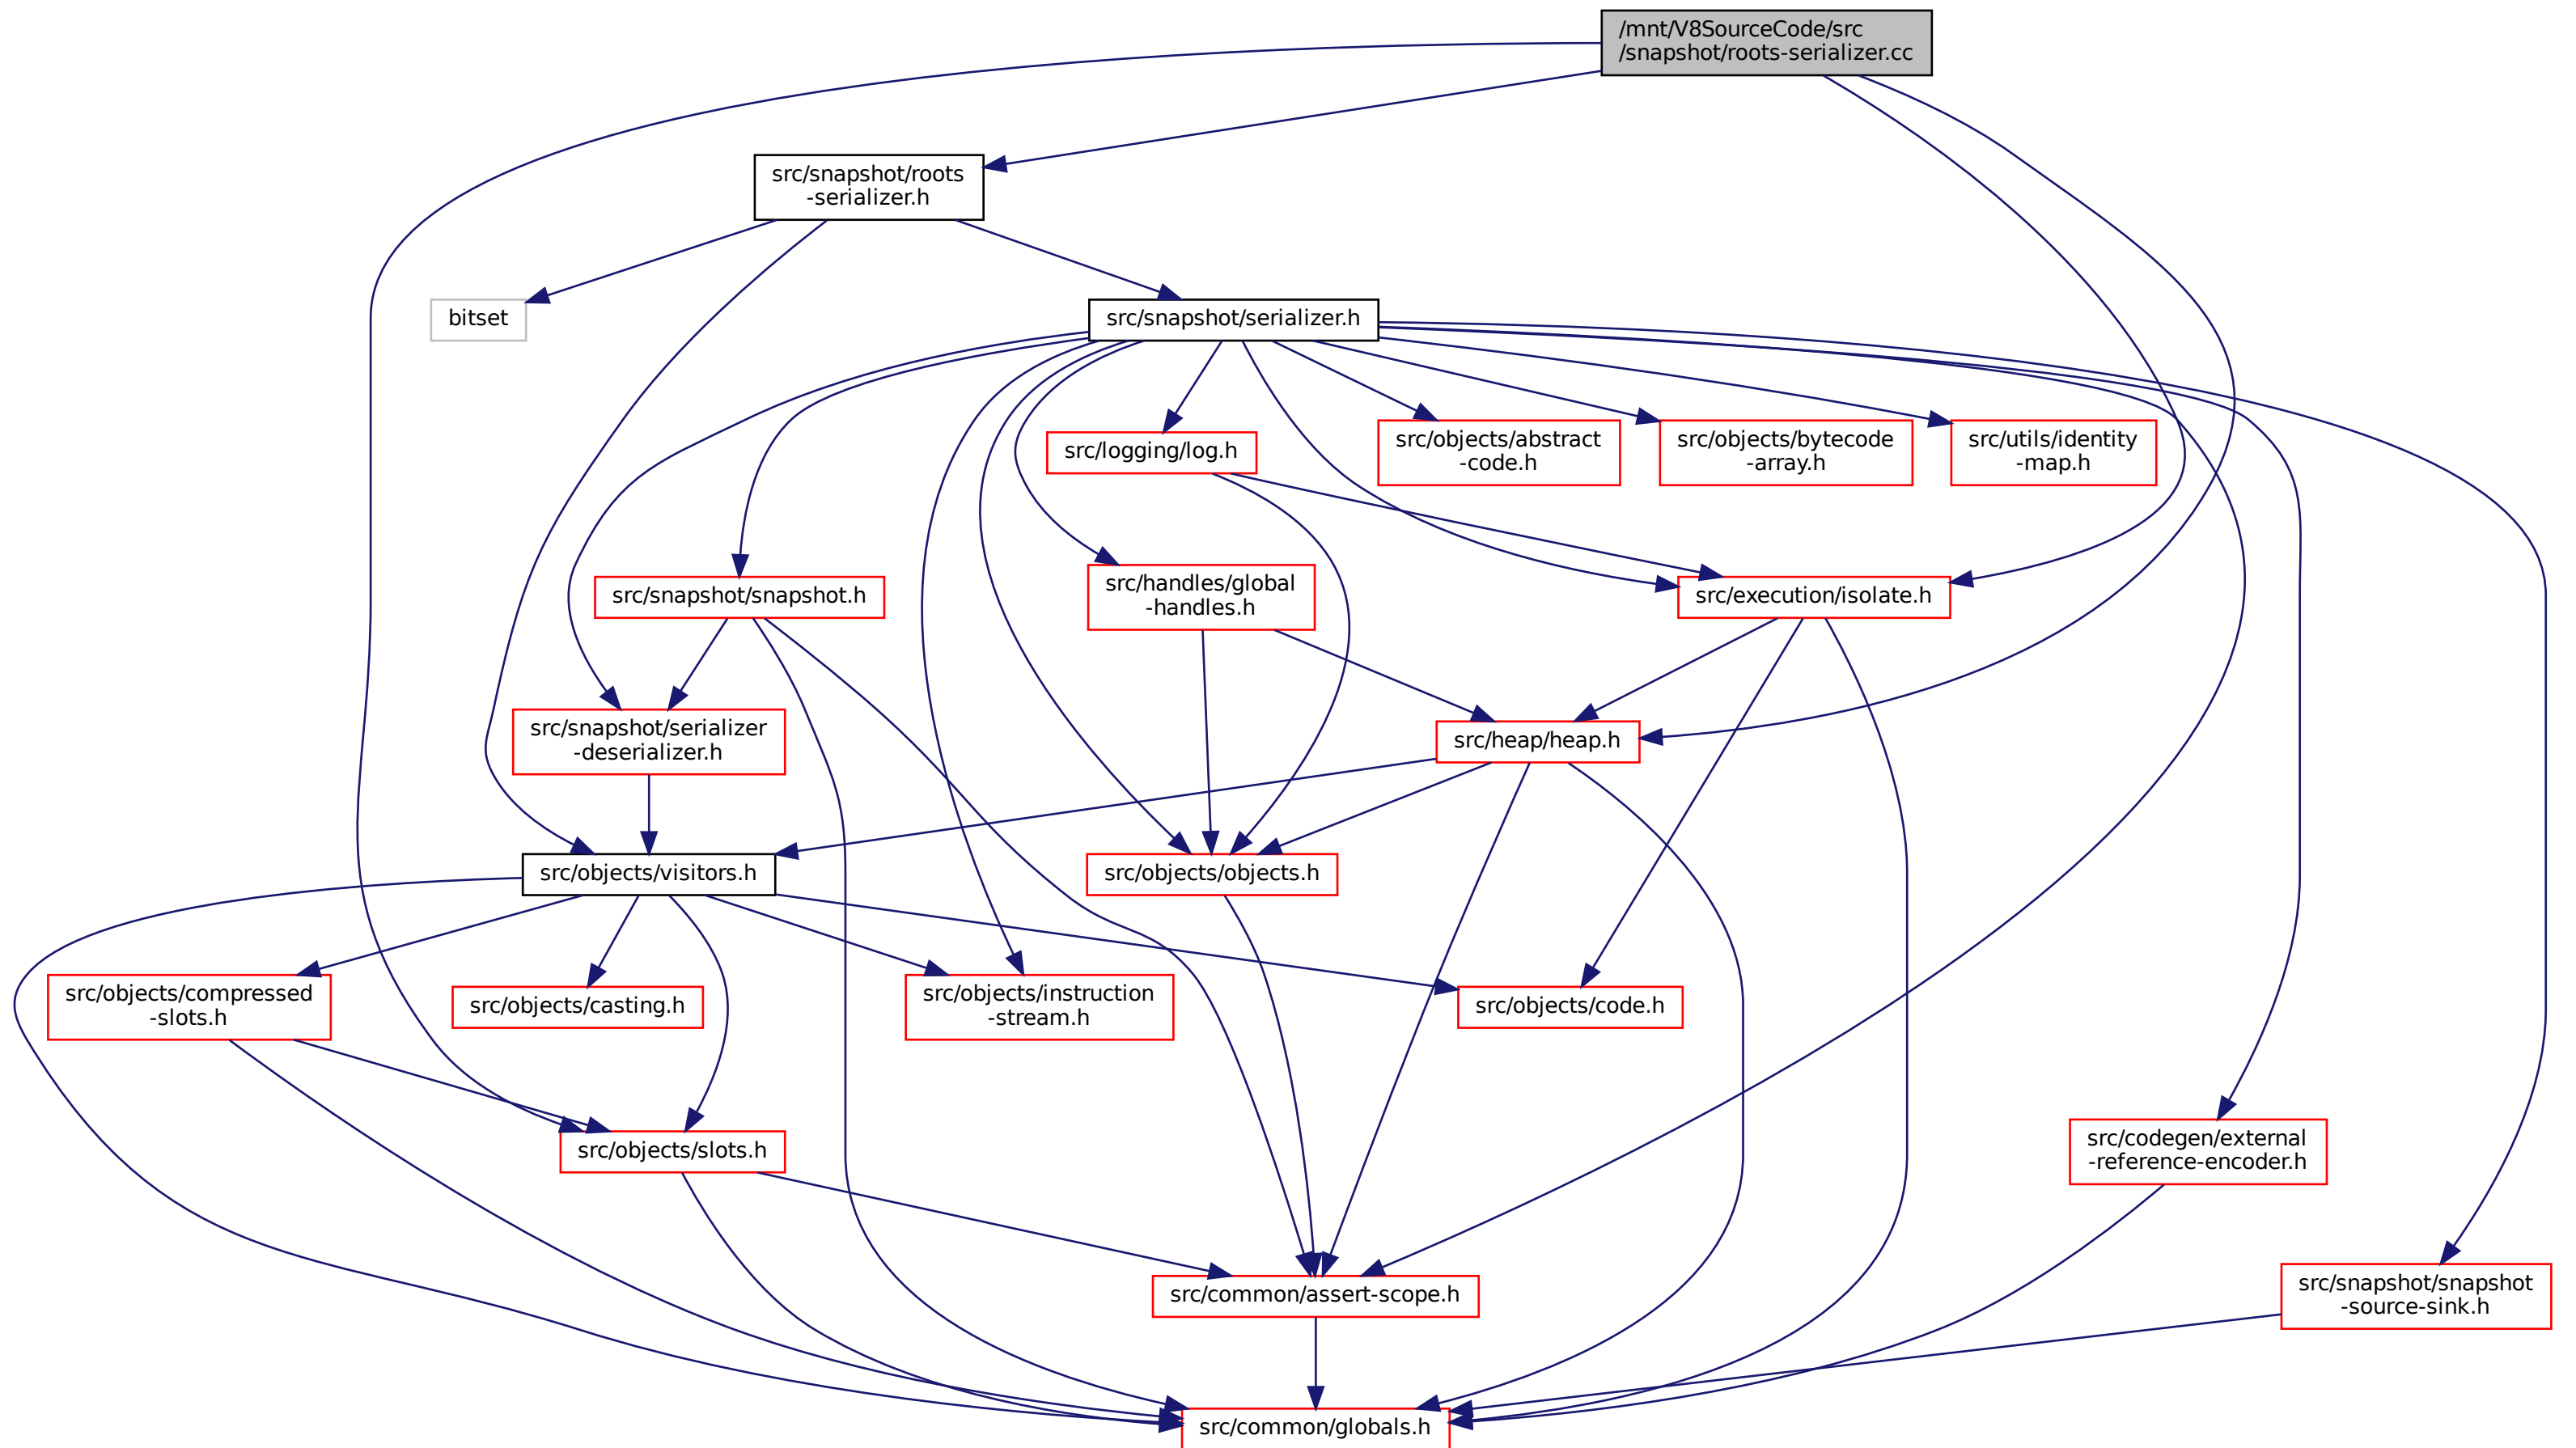 /mnt/V8SourceCode/src
/snapshot/roots-serializer.cc
src/snapshot/roots
-serializer.h
bitset
src/snapshot/serializer.h
src/logging/log.h
src/objects/abstract
-code.h
src/objects/bytecode
-array.h
src/utils/identity
-map.h
src/snapshot/snapshot.h
src/handles/global
-handles.h
src/execution/isolate.h
src/snapshot/serializer
-deserializer.h
src/heap/heap.h
src/objects/visitors.h
src/objects/objects.h
src/objects/compressed
-slots.h
src/objects/casting.h
src/objects/instruction
-stream.h
src/objects/code.h
src/objects/slots.h
src/codegen/external
-reference-encoder.h
src/common/assert-scope.h
src/snapshot/snapshot
-source-sink.h
src/common/globals.h